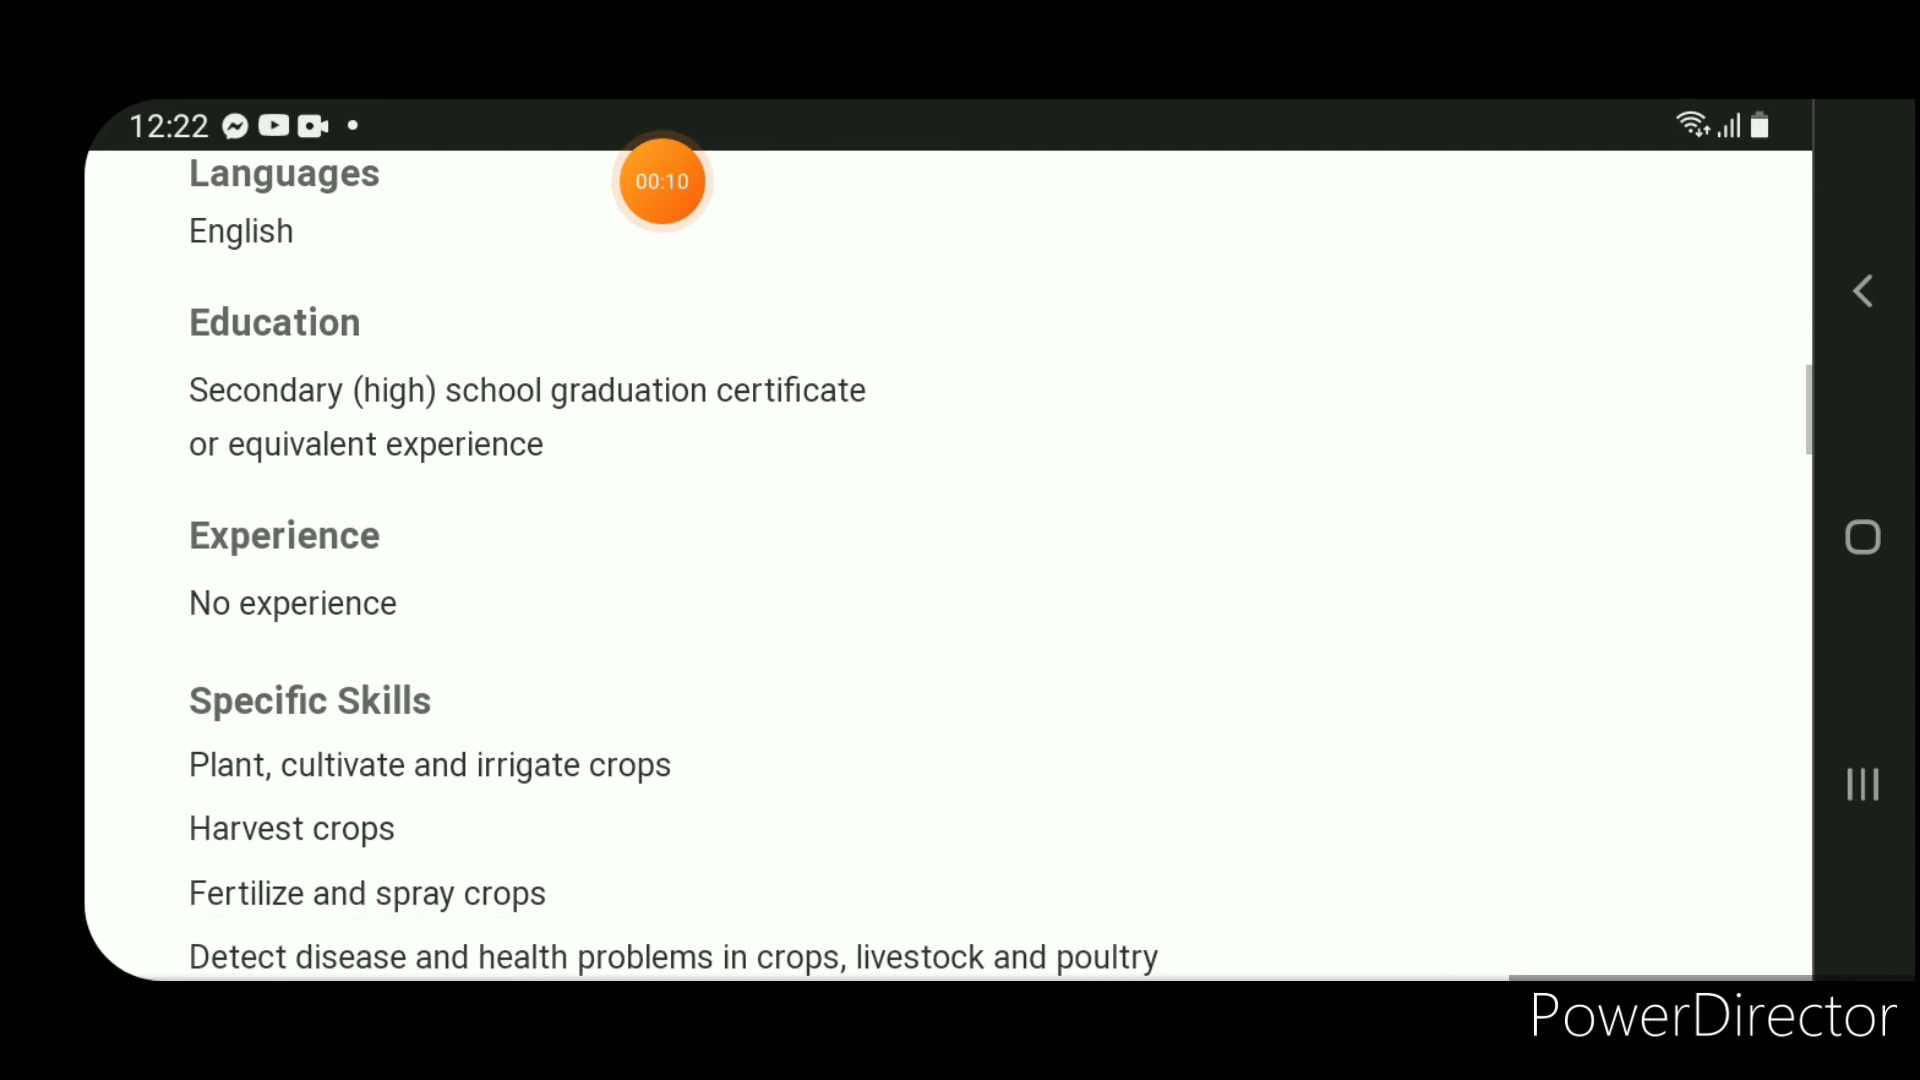 12:22
Languages
00:10
English
Education
Secondary (high) school graduation certificate
or equivalent experience
Experience
No experience
Specific Skills
Plant, cultivate and irrigate crops
Harvest crops
Fertilize and spray crops
Detect disease and health problems in crops, livestock and poultry
PowerDirector